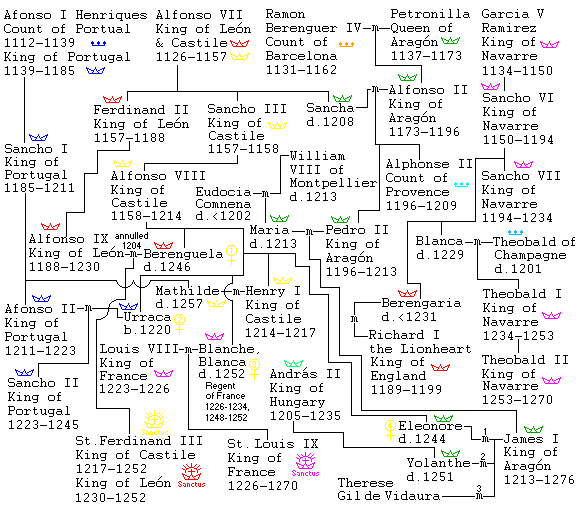 Afonso I Henriques
Count of Portual
1112–1139
King of Portugal
1139–1185
Alfonso VII
King of León
& Castile
1126–1157
Ramon
Berenguer IV
Count of
Barcelona
1131–1162
m
Petronilla
Queen of
Aragón
1137–1173
Garcia V
Ramirez
King of
Navarre
1134–1150
Ferdinand II
King of León
1157–1188
Sancho III
King of
Castile
1157–1158
Sancha
d.1208
m
Alfonso II
King of
Aragón
1173–1196
Sancho VI
King of
Navarre
1150–1194
Sancho I
King of
Portugal
1185–1211
Alfonso VIII
King of
Castile
1158–1214
Eudocia
Comnena
d.<1202
m
William
VIII of
Montpellier
d.1213
Alphonse II
Count of
Provence
1196–1209
Sancho VII
King of
Navarre
1194–1234
Alfonso IX
King of León
1188–1230
annulled
1204
m
Berenguela
d.1246
Maria
d.1213
m
Pedro II
King of
Aragón
1196–1213
Blanca
d.1229
m
Theobald of
Champagne
d.1201
Mathilde
d.1257
m
Henry I
King of
Castile
1214–1217
Berengaria
d.<1231
m
Richard I
the Lionheart
King of
England
1189–1199
Theobald I
King of
Navarre
1234–1253
Afonso II
King of
Portugal
1211–1223
m
Urraca
b.1220
Louis VIII
King of
France
1223–1226
m
Blanche,
Blanca
d.1252
Regent
of France
1226-1234,
1248-1252
András II
King of
Hungary
1205–1235
Theobald II
King of
Navarre
1253–1270
Sancho II
King of
Portugal
1223–1245
St.Ferdinand III
King of Castile
1217–1252
King of León
1230–1252
Sanctus
Sanctus
St.Louis IX
King of
France
1226–1270
Sanctus
Eleonore
d.1244
1
m
Yolanthe
d.1251
2
m
Therese
Gil de Vidaura
3
m
James I
King of
Aragón
1213–1276